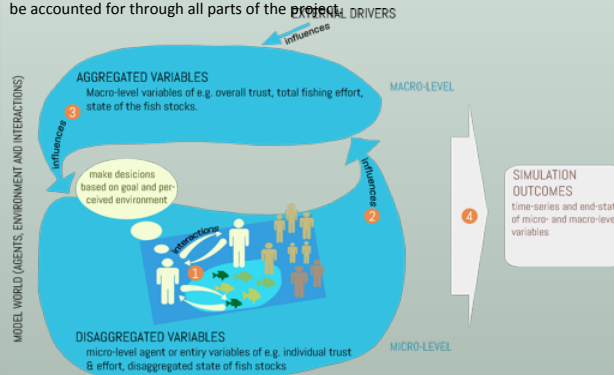 be accounted for through all parts of the project.
EXTERNAL DRIVERS
influences
AGGREGATED VARIABLES
Macro-level variables of e.g. overall trust, total fishing effort,
state of the fish stocks.
MACRO-LEVEL
MODEL WORLD (AGENTS, ENVIRONMENT AND INTERACTIONS)
3
influences
make desicions
based on goal and per-
ceived environment
influences
2
interactions
1
4
SIMULATION
OUTCOMES
time-series and end-stat
of micro- and macro-leve
variables
DISAGGREGATED VARIABLES
micro-level agent or entiry variables of e.g. individual trust
& effort, disaggregated state of fish stocks
MICRO-LEVEL